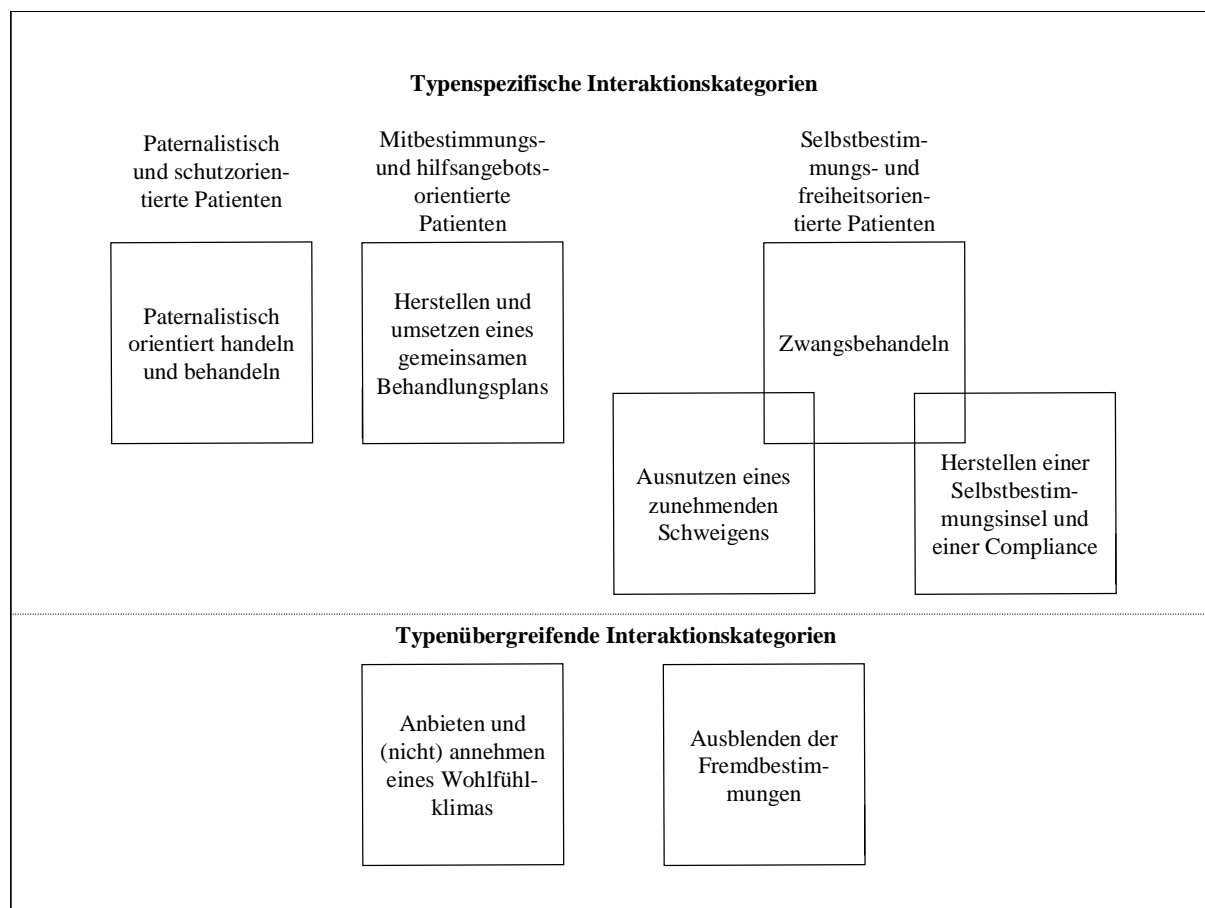 Typenspezifische Interaktionskategorien
Paternalistisch
und schutzorien-
tierte Patienten
Mitbestimmungs-
und hilfsangebots-
orientierte
Patienten
Selbstbestim-
mungs- und
freiheitsorien-
tierte Patienten
Paternalistisch
orientiert handeln
und behandeln
Herstellen und
umsetzen eines
gemeinsamen
Behandlungsplans
Zwangsbehandeln
Ausnutzen eines
zunehmenden
Schweigens
Herstellen einer
Selbstbestim-
mungsinsel und
einer Compliance
Typenübergreifende Interaktionskategorien
Anbieten und
(nicht) annehmen
eines Wohlfühl-
klimas
Ausblenden der
Fremdbestim-
mungen